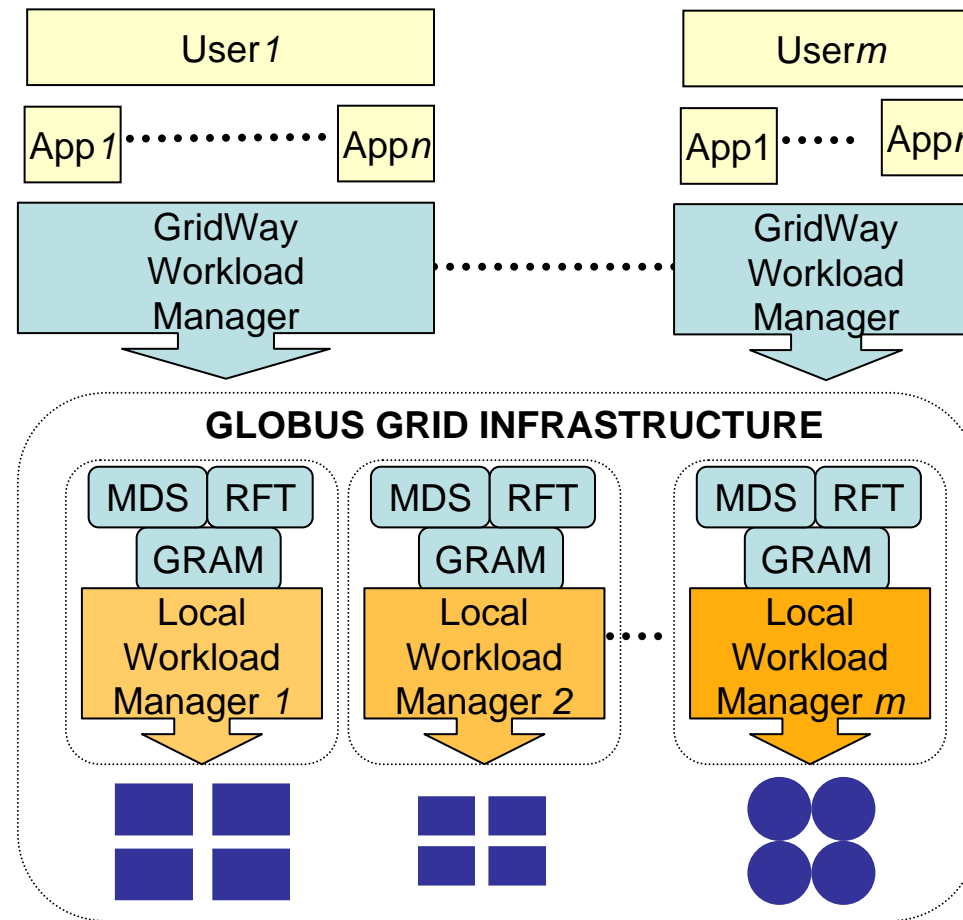 User1
Userm
App1
Appn
App1
App
GridWay
Workload
Manager
GridWay
Workload
Manager
GLOBUS GRID INFRASTRUCTURE
MDS
RFT
GRAM
Local
Workload
Manager 1
MDS
RFT
GRAM
Local
Workload
Manager 2
MDS
RFT
GRAM
Local
Workload
Manager m